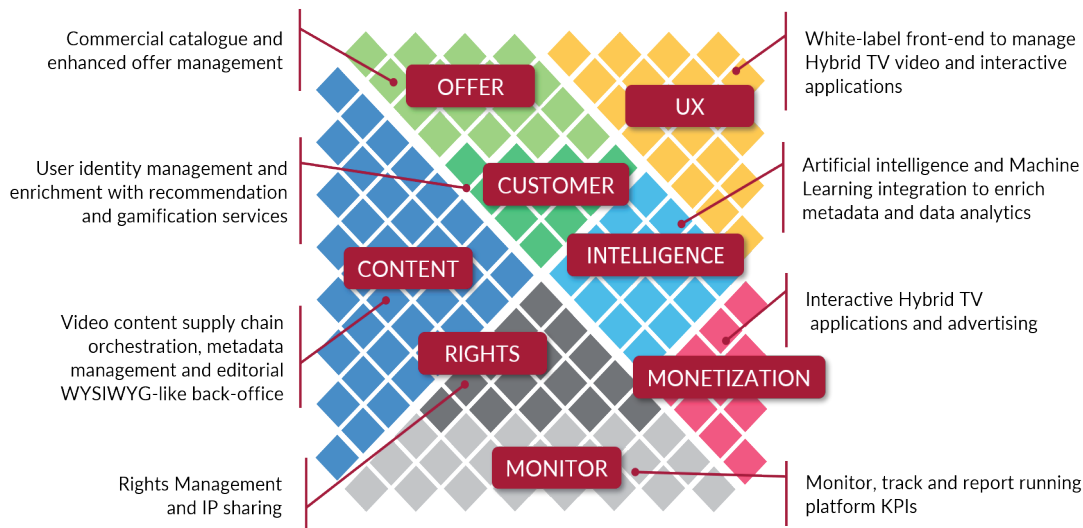 Commercial catalogue and
enhanced offer management
OFFER
White-label front-end to manage
Hybrid TV video and interactive
applications
UX
User identity management and
enrichment with recommendation
and gamification services
CUSTOMER
Artificial intelligence and Machine
Learning integration to enrich
metadata and data analytics
INTELLIGENCE
CONTENT
Video content supply chain
orchestration, metadata
management and editorial
WYSIWYG-like back-office
RIGHTS
Interactive Hybrid TV
applications and advertising
MONETIZATION
Rights Management
and IP sharing
MONITOR
Monitor, track and report running
platform KPIs